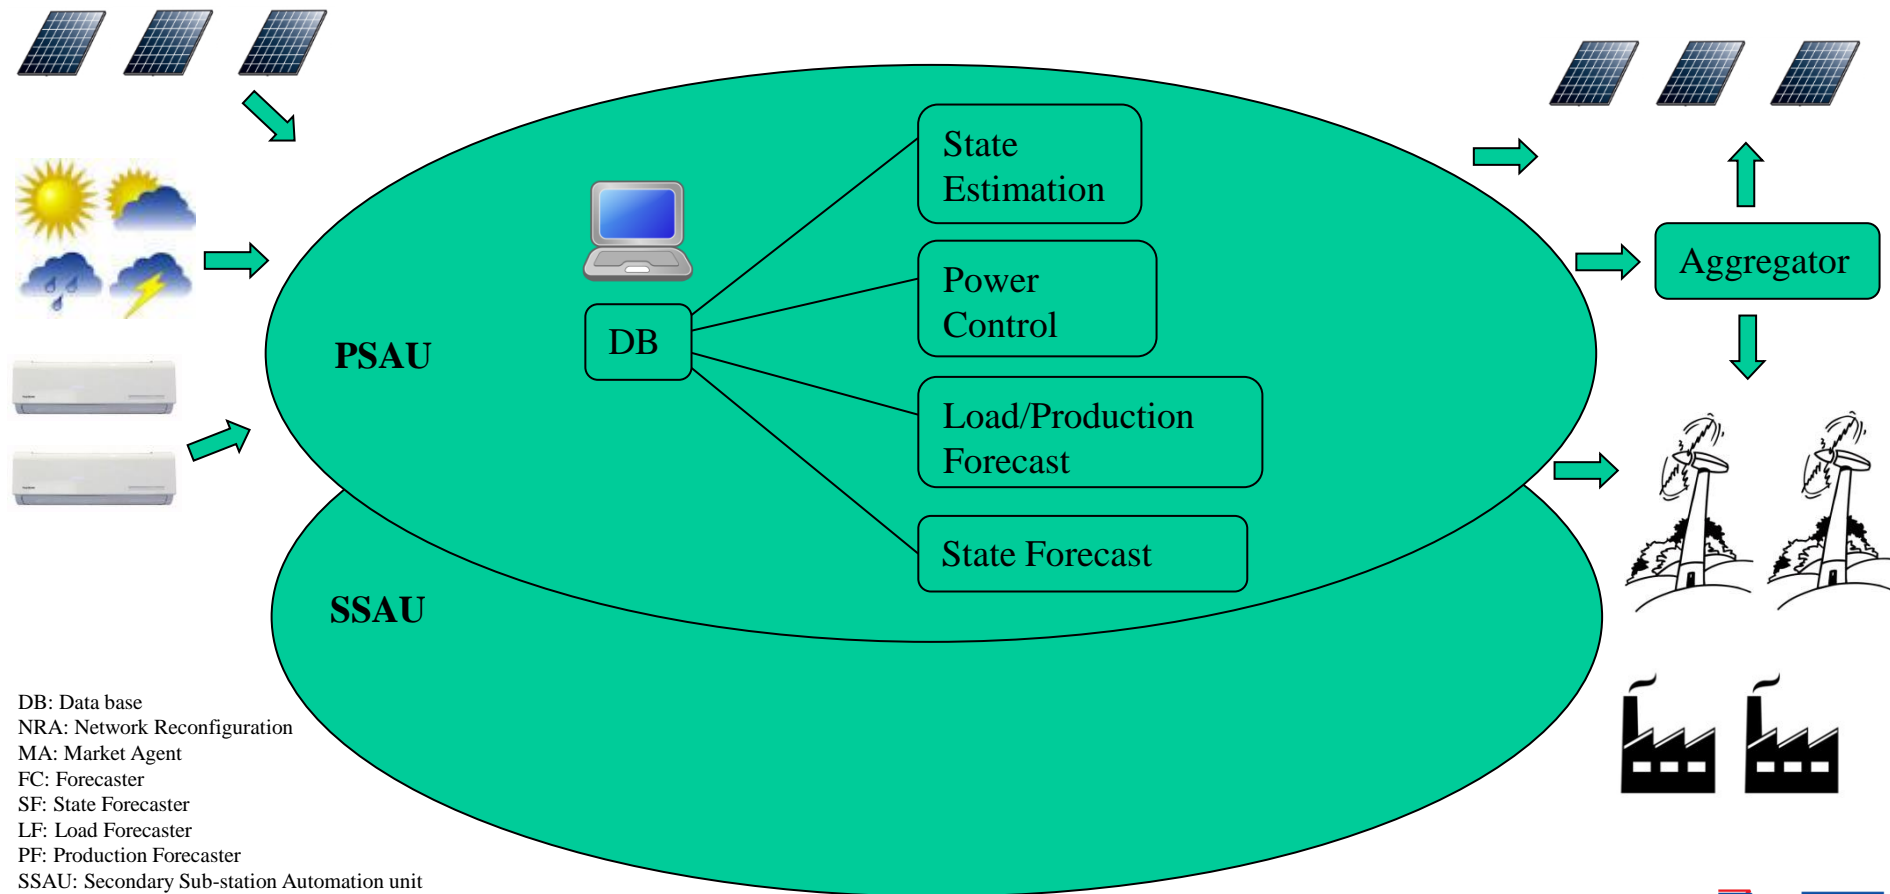 State
Estimation
Power
Control
Aggregator
DB
PSAU
Load/Production
Forecast
State Forecast
SSAU
DB: Data base
NRA: Network Reconfiguration
MA: Market Agent
FC: Forecaster
SF: State Forecaster
LF: Load Forecaster
PF: Production Forecaster
SSAU: Secondary Sub-station Automation unit